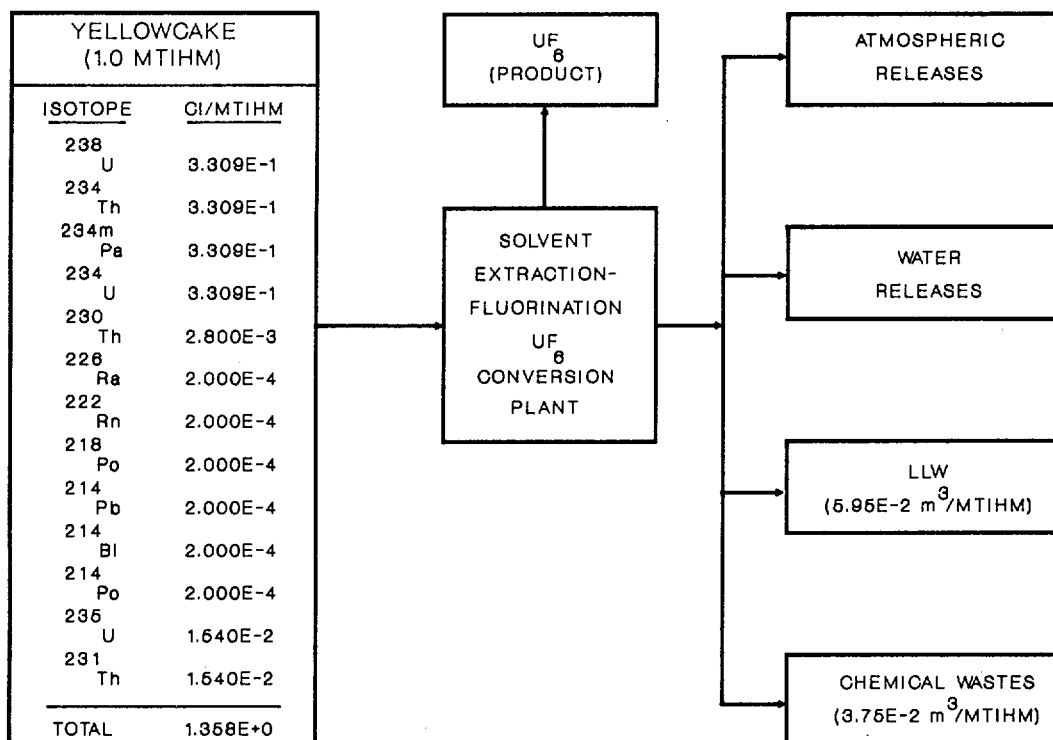 YELLOWCAKE
(1.0 MTIHM)
ISOTOPE CI/MTIHM
238
U 3.309E-1
234
Th 3.309E-1
234m
Pa 3.309E-1
234
U 3.309E-1
230
Th 2.800E-3
226
Ra 2.000E-4
222
Rn 2.000E-4
218
Po 2.000E-4
214
Pb 2.000E-4
214
BI 2.000E-4
214
Po 2.000E-4
235
U 1.540E-2
231
Th 1.540E-2
TOTAL 1.358E+0
UF6
(PRODUCT)
SOLVENT
EXTRACTION-
FLUORINATION
UF6
CONVERSION
PLANT
ATMOSPHERIC
RELEASES
WATER
RELEASES
LLW
(5.95E-2 m³/MTIHM)
CHEMICAL WASTES
(3.75E-2 m³/MTIHM)